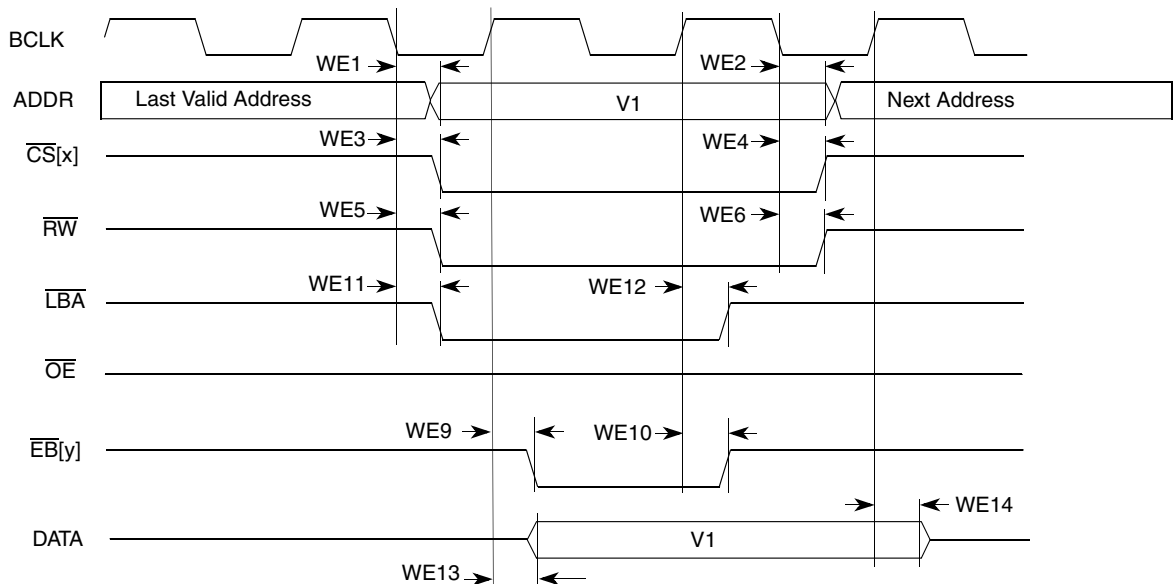 BCLK
WE1
WE2
ADDR
Last Valid Address
V1
Next Address
WE3
WE4
CS[x]
WE5
WE6
RW
WE11
WE12
LBA
OE
WE9
WE10
EB[y]
WE14
DATA
V1
WE13